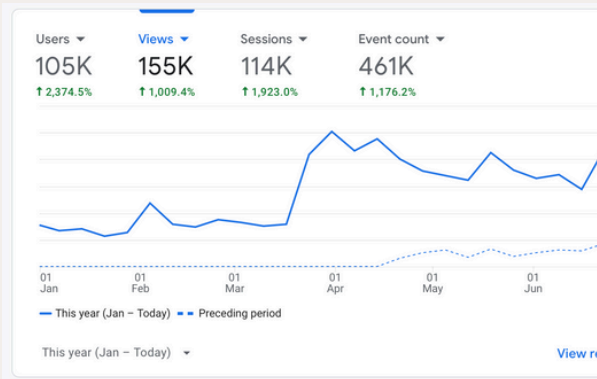 Users Views Sessions Event count
105K 155K 114K 461K
↑ 2,374.5% ↑ 1,009.4% ↑ 1,923.0% ↑ 1,176.2%
01 01 01 01 01 01
Jan Feb Mar Apr May Jun
This year (Jan – Today) Preceding period
This year (Jan – Today) View re